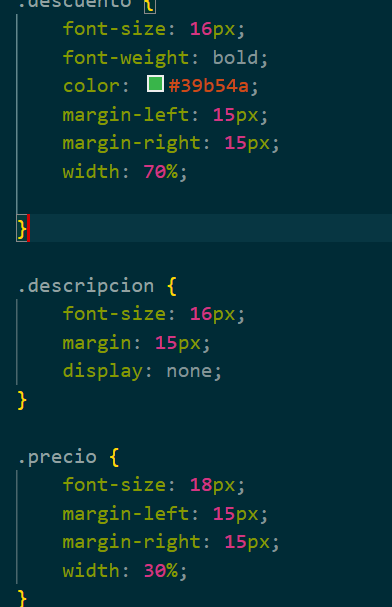 .descuento {
font-size: 16px;
font-weight: bold;
color: #39b54a;
margin-left: 15px;
margin-right: 15px;
width: 70%;
}
.descripcion {
font-size: 16px;
margin: 15px;
display: none;
}
.precio {
font-size: 18px;
margin-left: 15px;
margin-right: 15px;
width: 30%;
}